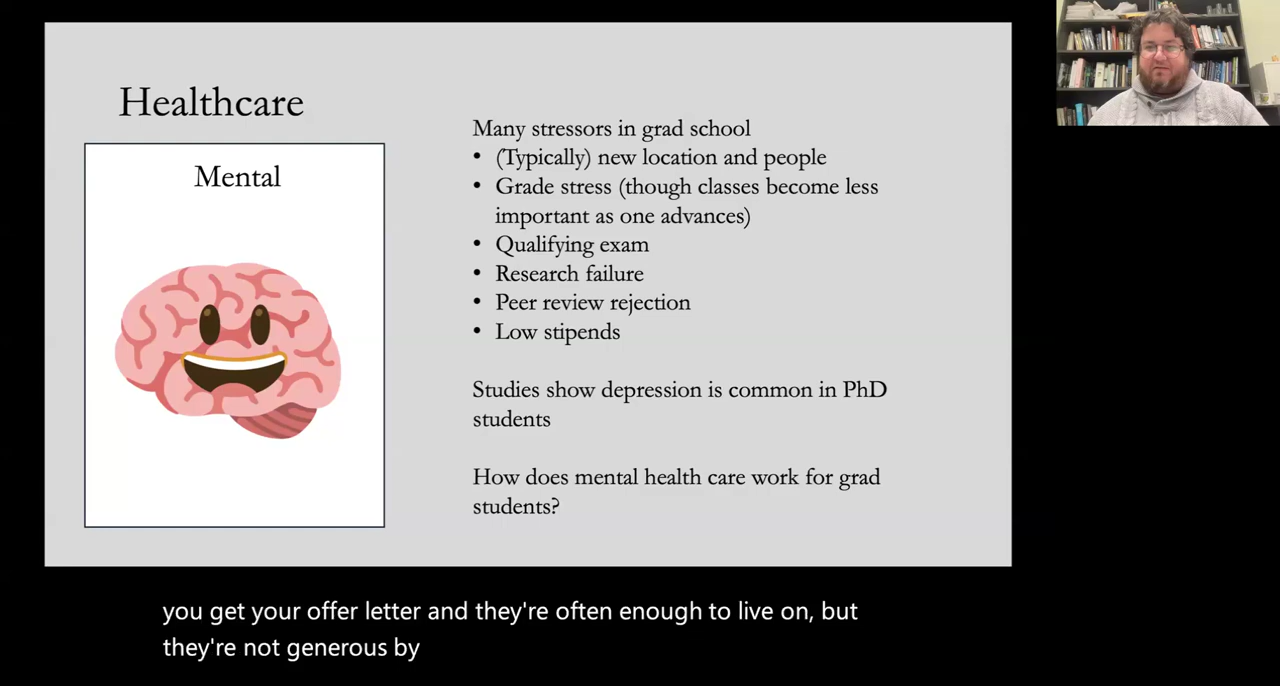 Healthcare
Mental
Many stressors in grad school
• (Typically) new location and people
• Grade stress (though classes become less
important as one advances)
• Qualifying exam
• Research failure
• Peer review rejection
• Low stipends
Studies show depression is common in PhD
students
How does mental health care work for grad
students?
you get your offer letter and they're often enough to live on, but
they're not generous by